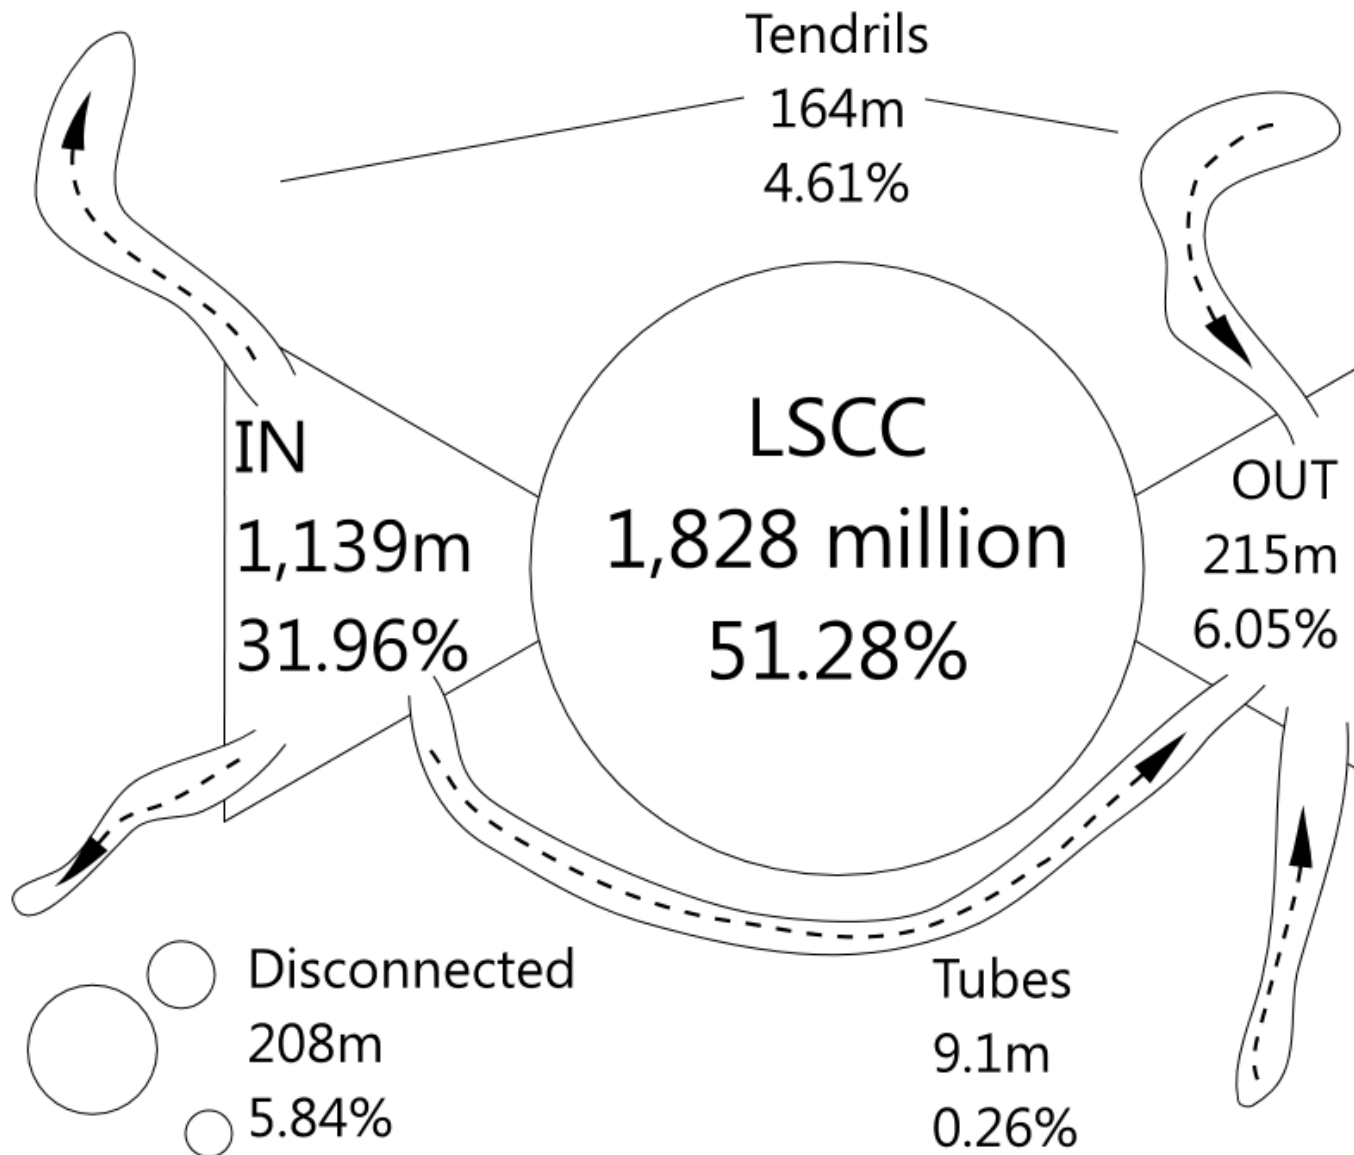 Tendrils
164m
4.61%
IN
1,139m
31.96%
LSCC
1,828 million
51.28%
OUT
215m
6.05%
Disconnected
208m
5.84%
Tubes
9.1m
0.26%